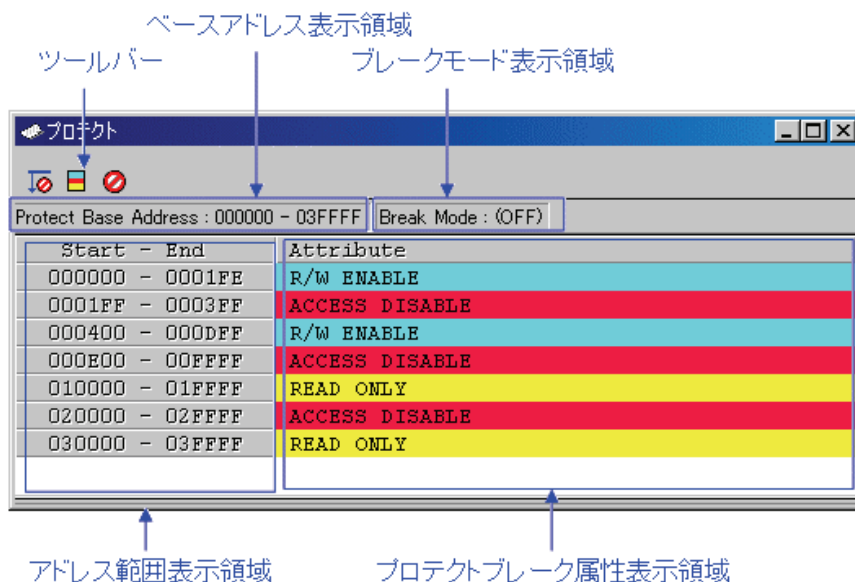 ベースアドレス表示領域
ツールバー ブレークモード表示領域
プロテクト
Protect Base Address : 000000 - 03FFFF Break Mode : (OFF)
Start - End Attribute
000000 - 0001FE R/W ENABLE
0001FF - 0003FF ACCESS DISABLE
000400 - 000DFF R/W ENABLE
000E00 - 00FFFF ACCESS DISABLE
010000 - 01FFFF READ ONLY
020000 - 02FFFF ACCESS DISABLE
030000 - 03FFFF READ ONLY
アドレス範囲表示領域 プロテクトブレーク属性表示領域